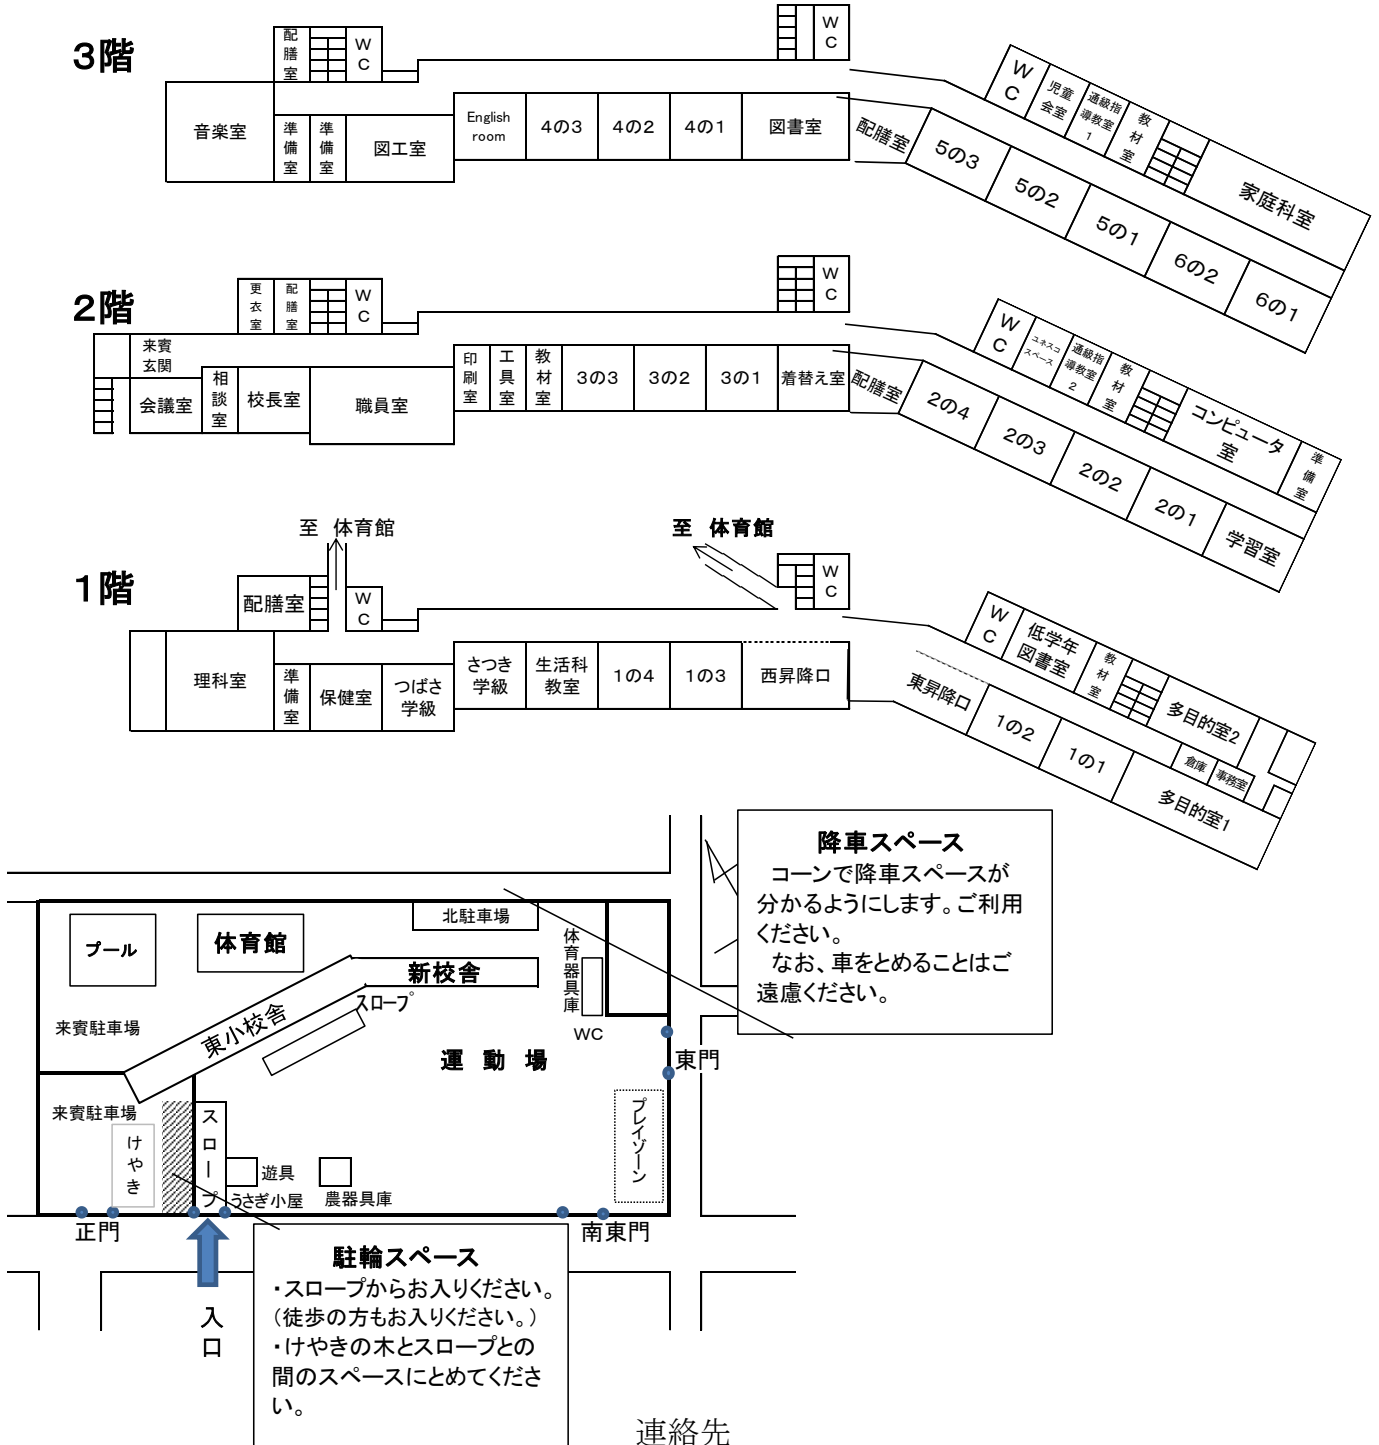 3階
配膳室
WC
WC
音楽室
準備室
準備室
図工室
English room
4の3
4の2
4の1
図書室
配膳室
5の3
5の2
5の1
6の2
6の1
WC
児童会室
通級指導教室1
教材室
家庭科室
2階
更衣室
配膳室
WC
WC
来賓玄関
会議室
相談室
校長室
職員室
印刷室
工具室
教材室
3の3
3の2
3の1
着替え室
配膳室
2の4
2の3
2の2
2の1
学習室
WC
ユネスコスペース
通級指導教室2
教材室
コンピュータ室
準備室
至 体育館
至 体育館
1階
配膳室
WC
WC
理科室
準備室
保健室
つばさ学級
さつき学級
生活科教室
1の4
1の3
西昇降口
東昇降口
1の2
1の1
多目的室1
WC
低学年図書室
教材室
多目的室2
倉庫
事務室
降車スペース
コーンで降車スペースが
分かるようにします。ご利用
ください。
なお、車をとめることはご
遠慮ください。
プール
体育館
北駐車場
体育器具庫
新校舎
スロープ
東小校舎
来賓駐車場
WC
運動場
東門
来賓駐車場
けやき
スロープ
プレイゾーン
遊具
うさぎ小屋
農器具庫
正門
南東門
入口
駐輪スペース
・スロープからお入りください。
（徒歩の方もお入りください。）
・けやきの木とスロープとの
間のスペースにとめてくださ
い。
連絡先